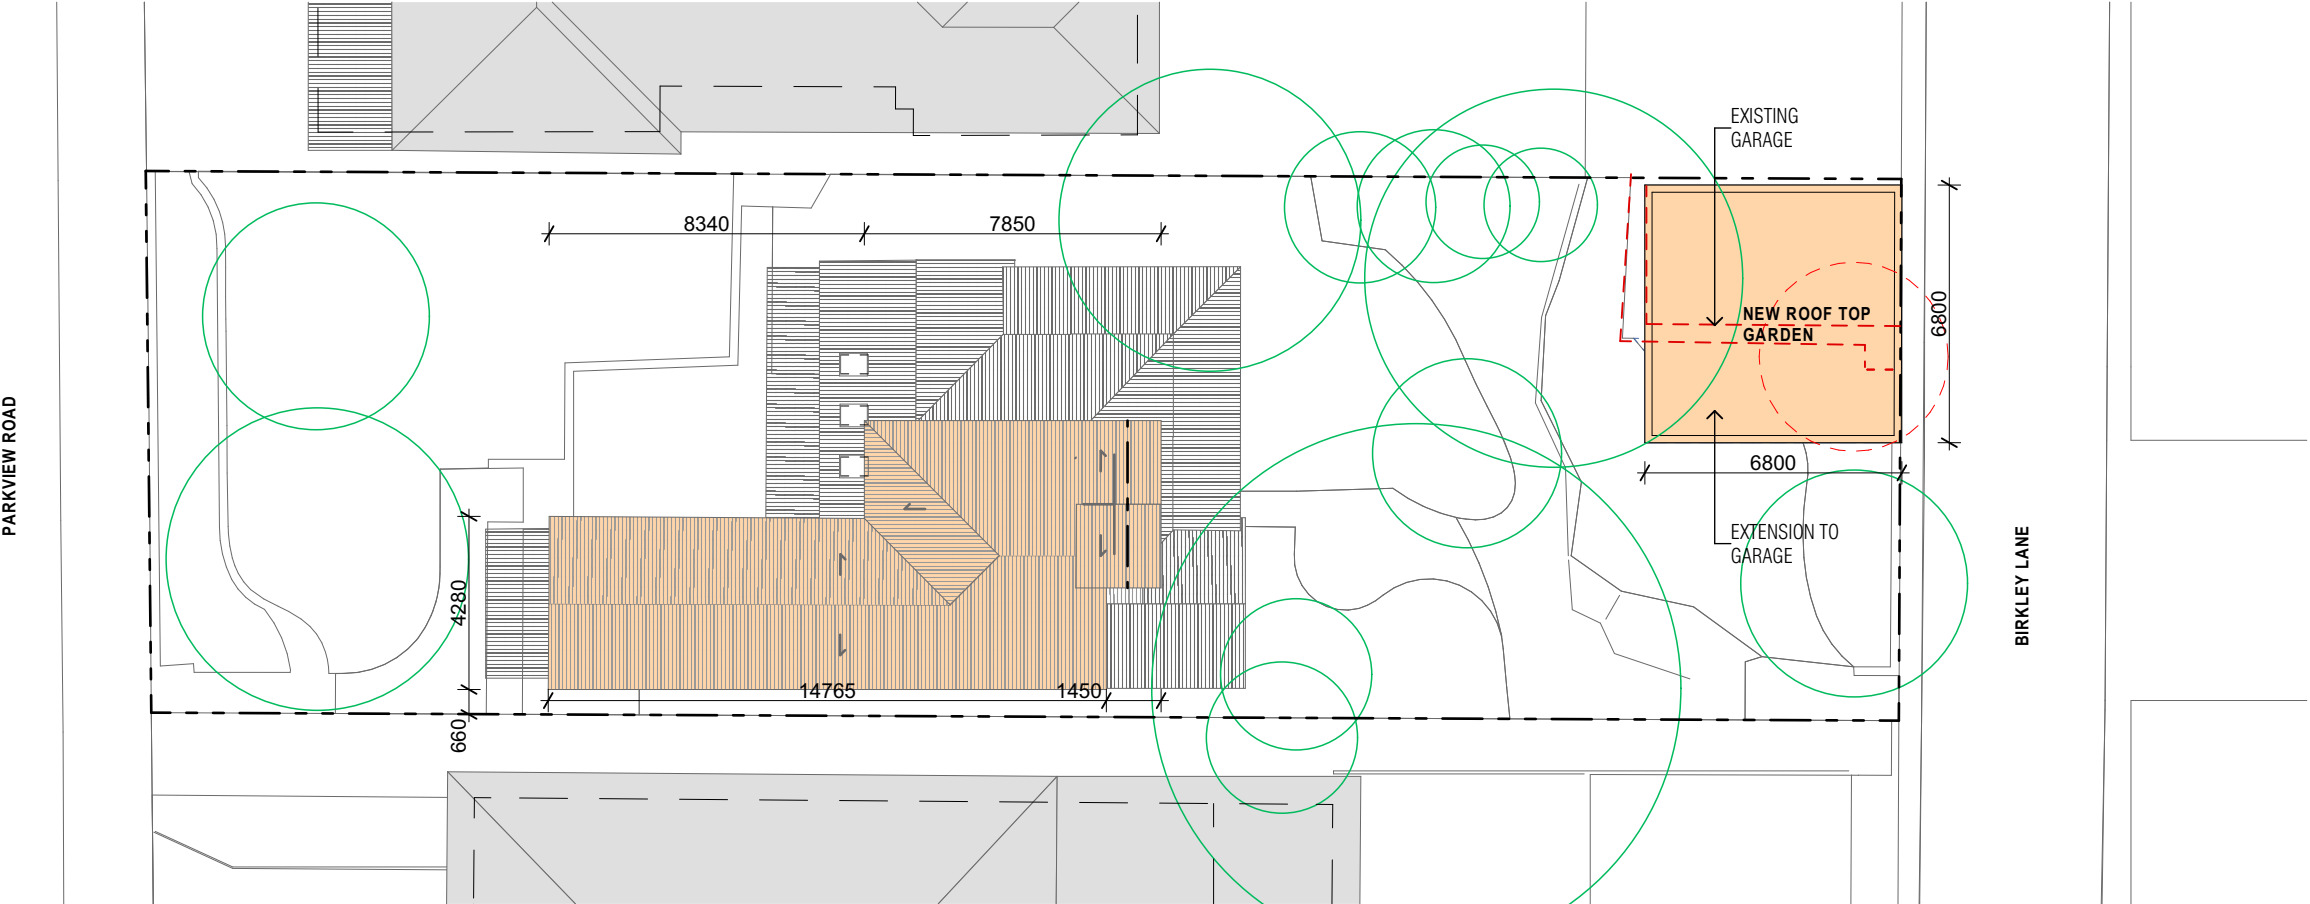 EXISTING
GARAGE
8340
7850
NEW ROOF TOP
GARDEN
6800
PARKVIEW ROAD
6800
EXTENSION TO
GARAGE
BIRKLEY LANE
4280
14765
1450
660